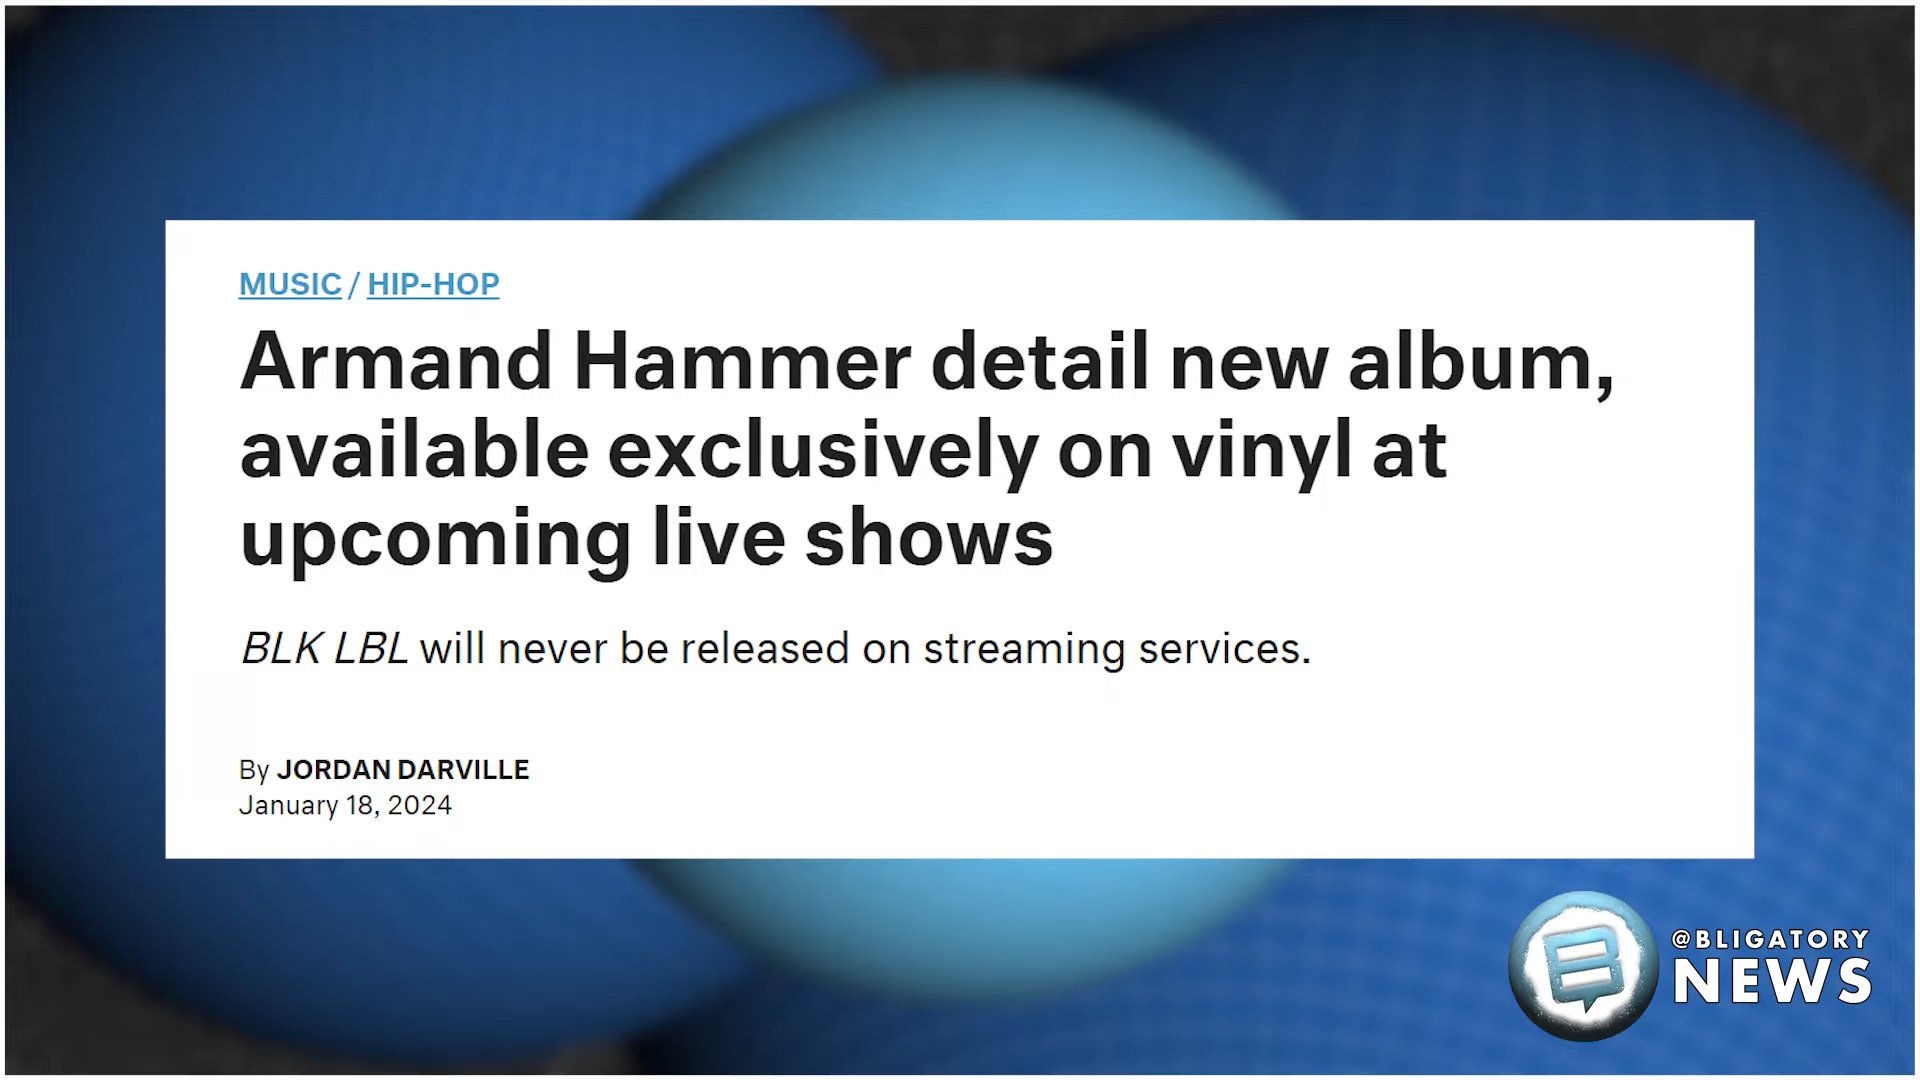 MUSIC / HIP-HOP
Armand Hammer detail new album,
available exclusively on vinyl at
upcoming live shows
BLK LBL will never be released on streaming services.
By JORDAN DARVILLE
January 18, 2024
@BLIGATORY
NEWS